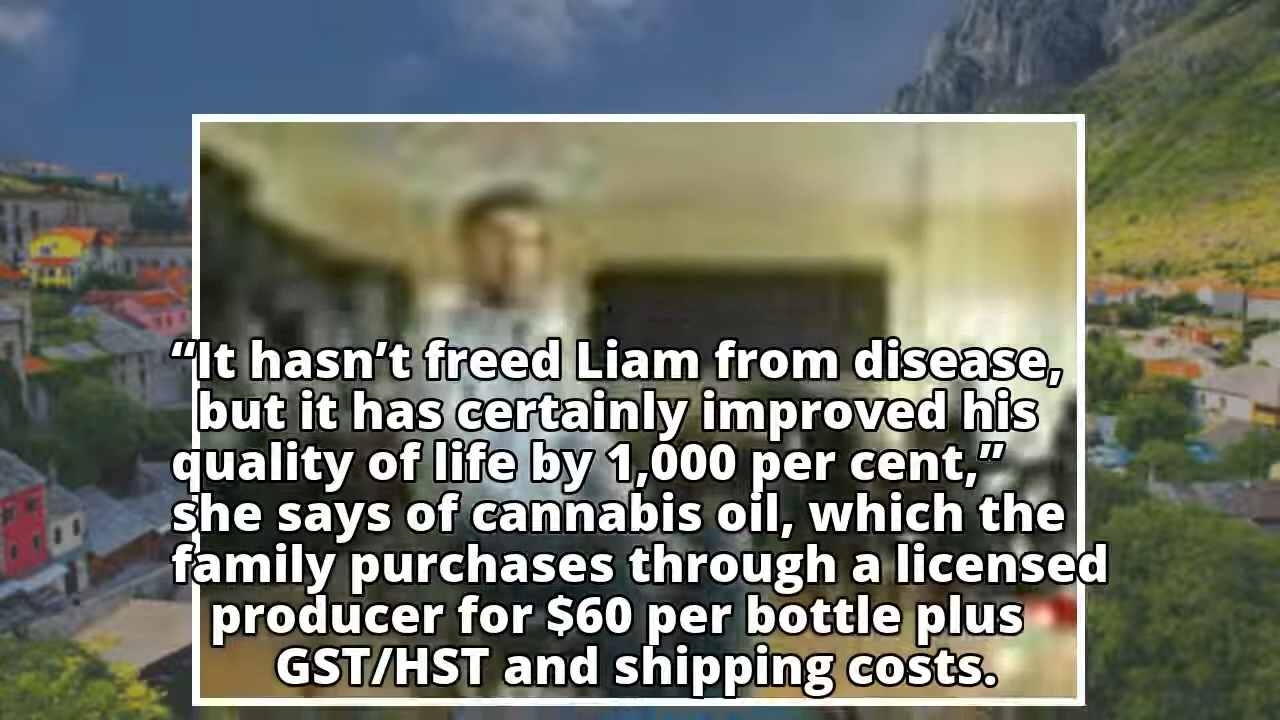 “It hasn’t freed Liam from disease,
but it has certainly improved his
quality of life by 1,000 per cent,”
she says of cannabis oil, which the
family purchases through a licensed
producer for $60 per bottle plus
GST/HST and shipping costs.